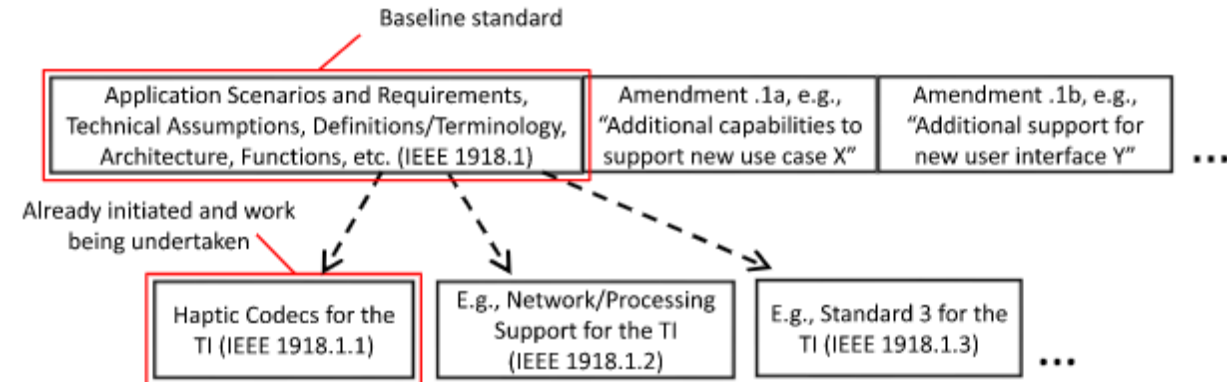 Baseline standard
Application Scenarios and Requirements,
Technical Assumptions, Definitions/Terminology,
Architecture, Functions, etc. (IEEE 1918.1)
Amendment .1a, e.g.,
“Additional capabilities to
support new use case X”
Amendment .1b, e.g.,
“Additional support for
new user interface Y”
...
Already initiated and work
being undertaken
Haptic Codecs for the
TI (IEEE 1918.1.1)
E.g., Network/Processing
Support for the TI
(IEEE 1918.1.2)
E.g., Standard 3 for the
TI (IEEE 1918.1.3)
...